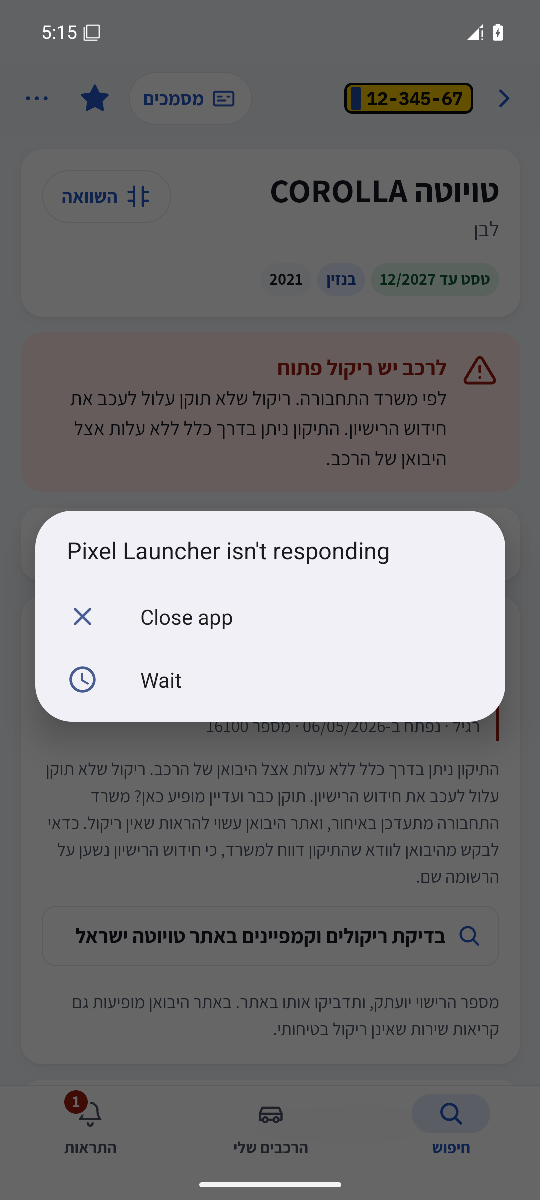 5:15
מסמכים
12-345-67
טויוטה COROLLA
השוואה
לבן
טסט עד 12/2027
בנזין
2021
לרכב יש ריקול פתוח
לפי משרד התחבורה. ריקול שלא תוקן עלול לעכב את
חידוש הרישיון. התיקון ניתן בדרך כלל ללא עלות אצל
היבואן של הרכב.
Pixel Launcher isn't responding
Close app
Wait
רגיל · נפתח ב-06/05/2026 · מספר 16100
התיקון ניתן בדרך כלל ללא עלות אצל היבואן של הרכב. ריקול שלא תוקן
עלול לעכב את חידוש הרישיון. תוקן כבר ועדיין מופיע כאן? משרד
התחבורה מתעדכן באיחור, ואתר היבואן עשוי להראות שאין ריקול. כדאי
לבקש מהיבואן לוודא שהתיקון דווח למשרד, כי חידוש הרישיון נשען על
הרשומה שם.
בדיקת ריקולים וקמפיינים באתר טויוטה ישראל
מספר הרישוי יועתק, ותדביקו אותו באתר. באתר היבואן מופיעות גם
קריאות שירות שאינן ריקול בטיחותי.
חיפוש
הרכבים שלי
1
התראות